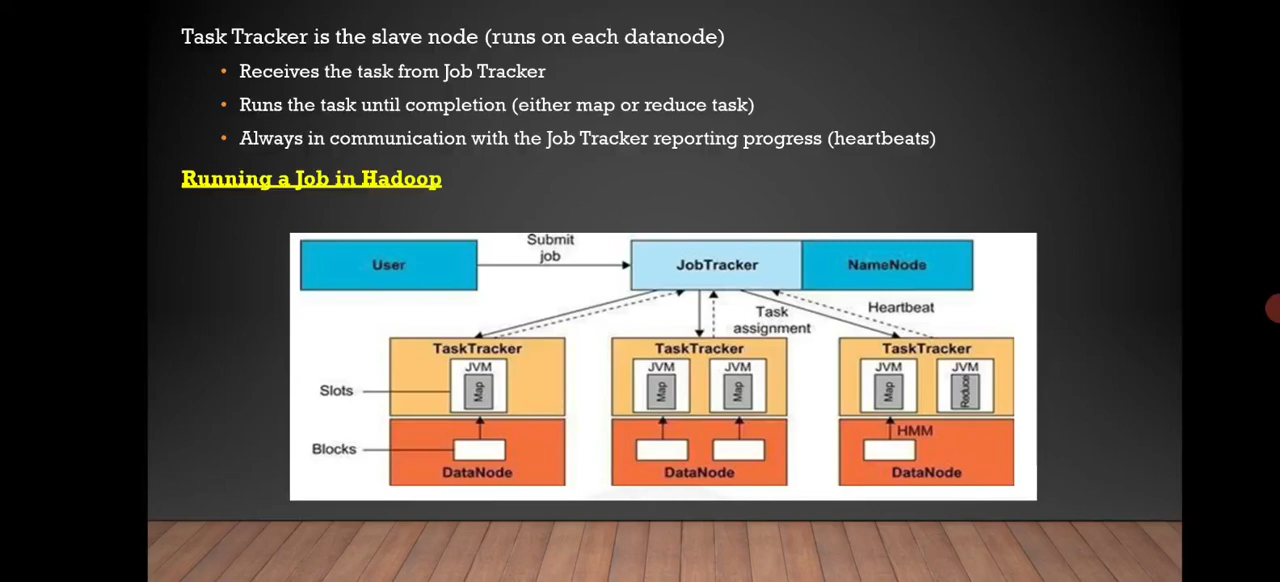 Task Tracker is the slave node (runs on each datanode)
• Receives the task from Job Tracker
• Runs the task until completion (either map or reduce task)
• Always in communication with the Job Tracker reporting progress (heartbeats)
Running a Job in Hadoop
Submit
job
User
JobTracker
NameNode
Heartbeat
Task
assignment
TaskTracker
TaskTracker
TaskTracker
JVM
JVM
JVM
JVM
JVM
Slots
Map
Map
Map
Map
Reduce
HMM
Blocks
DataNode
DataNode
DataNode